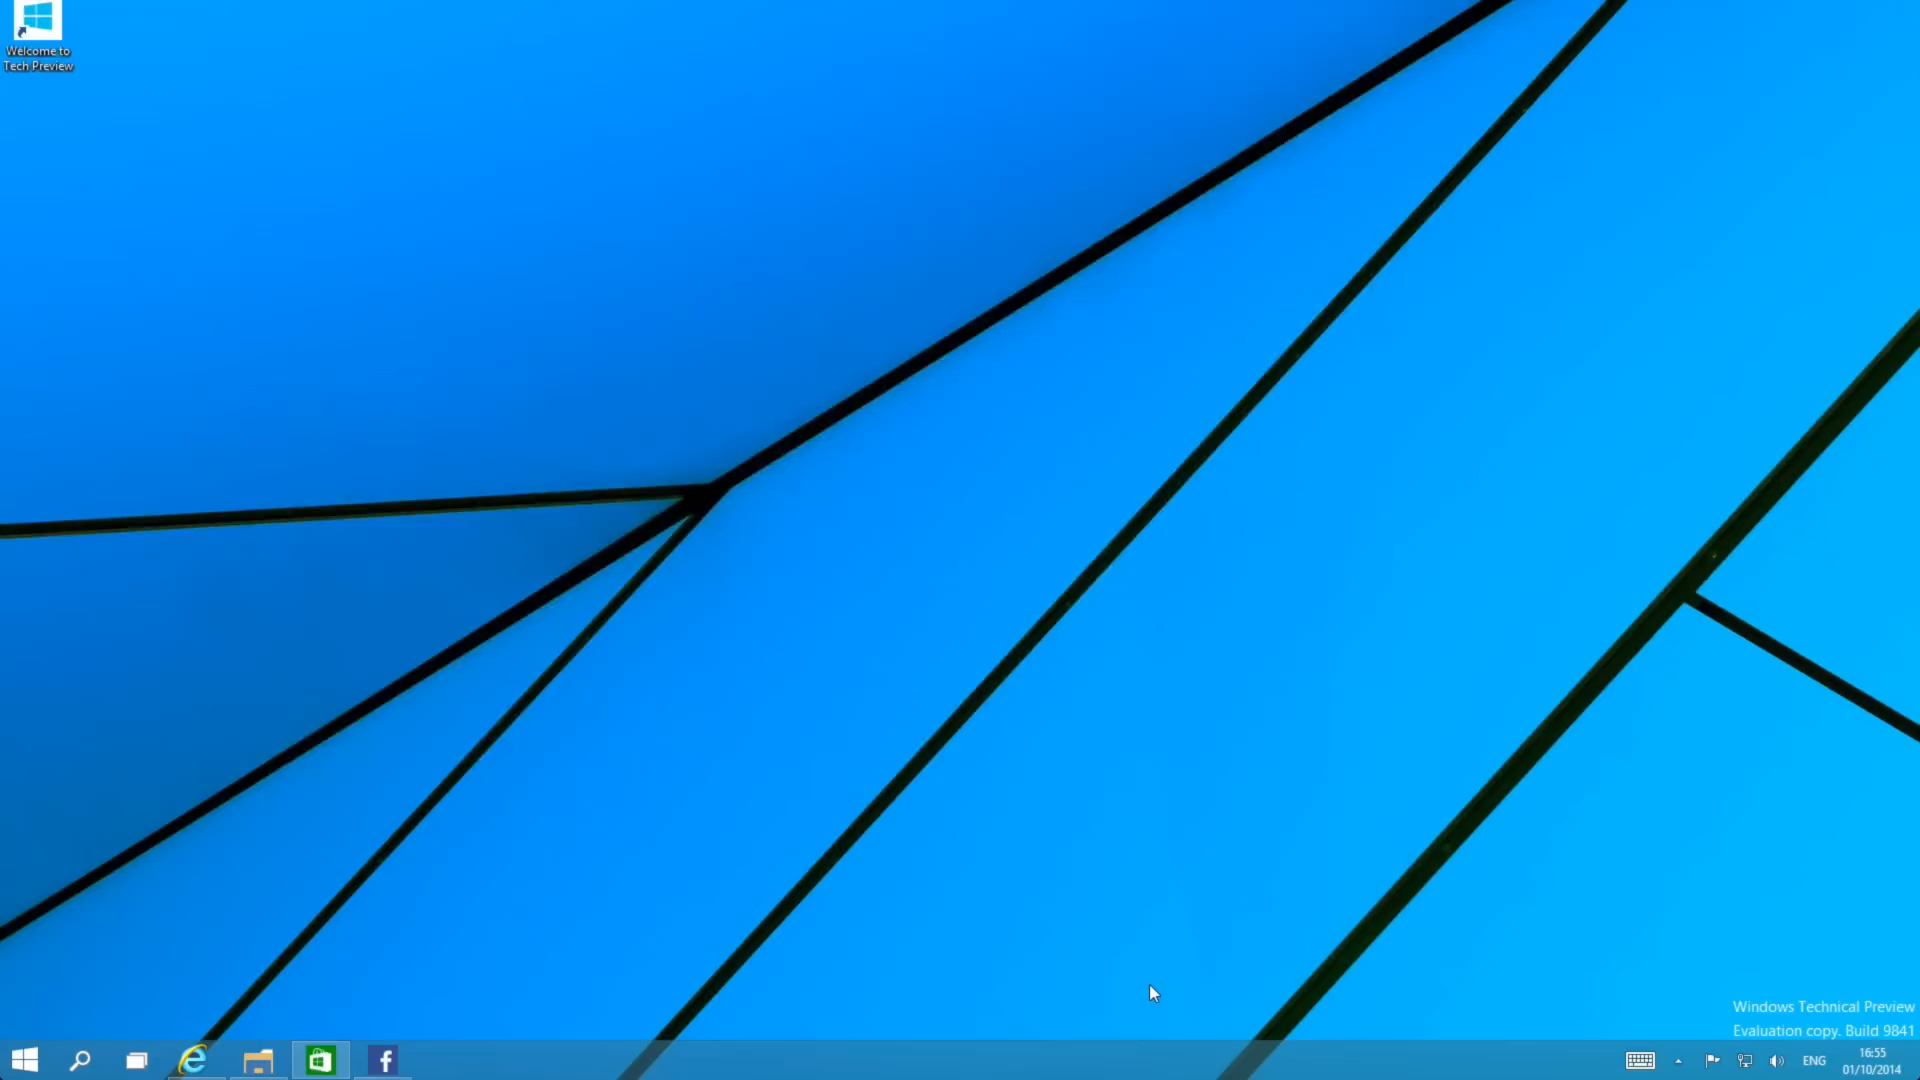 Welcome to
Tech Preview
Windows Technical Preview
Evaluation copy. Build 9841
ENG
16:55
01/10/2014